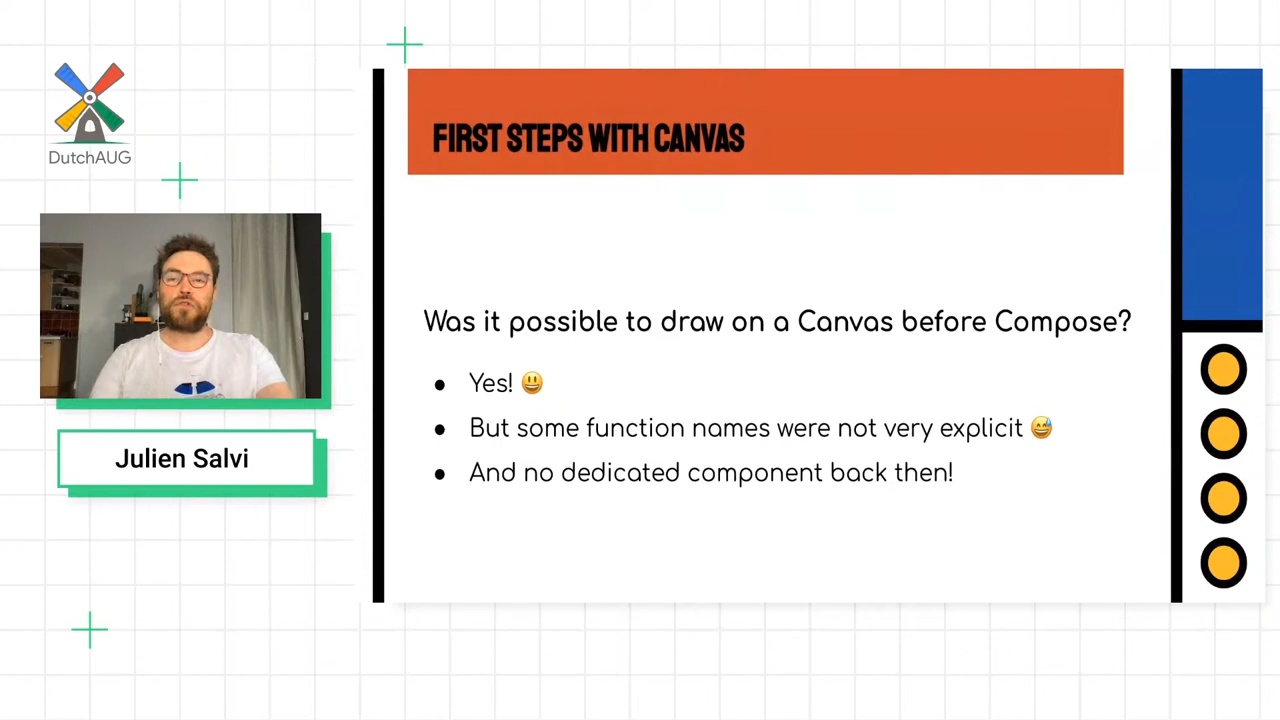 DutchAUG
Julien Salvi
FIRST STEPS WITH CANVAS
Was it possible to draw on a Canvas before Compose?
● Yes! 😃
● But some function names were not very explicit 😅
● And no dedicated component back then!